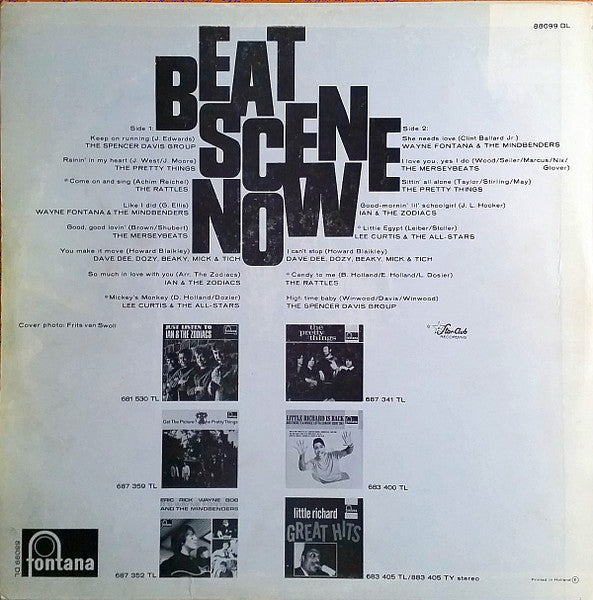 88099 DL
BEAT
SCENE
NOW
Side 1:
Keep on running (J. Edwards)
THE SPENCER DAVIS GROUP
Rainin' in my heart (J. West/J. Moore)
THE PRETTY THINGS
Come on and sing (Achim Reichel)
THE RATTLES
Like I did (G. Ellis)
WAYNE FONTANA & THE MINDBENDERS
Good, good lovin' (Brown/Shubert)
THE MERSEYBEATS
You make it move (Howard Blaikley)
DAVE DEE, DOZY, BEAKY, MICK & TICH
So much in love with you (Arr. The Zodiacs)
IAN & THE ZODIACS
Mickey's Monkey (D. Holland/Dozier)
LEE CURTIS & THE ALL-STARS
Side 2:
She needs love (Clint Ballard Jr.)
WAYNE FONTANA & THE MINDBENDERS
I love you, yes I do (Wood/Seiler/Marcus/Nix/
THE MERSEYBEATS Glover)
Sittin' all alone (Taylor/Stirling/May)
THE PRETTY THINGS
Good-mornin' lil' schoolgirl (J. L. Hooker)
IAN & THE ZODIACS
Little Egypt (Leiber/Stoller)
LEE CURTIS & THE ALL-STARS
I can't stop (Howard Blaikley)
DAVE DEE, DOZY, BEAKY, MICK & TICH
Candy to me (B. Holland/E. Holland/L. Dosier)
THE RATTLES
High time baby (Winwood/Davis/Winwood)
THE SPENCER DAVIS GROUP
Cover photo: Frits van Swoll
Star-Club
RECORDING
JUST LISTEN TO
IAN & THE ZODIACS
681 530 TL
the
pretty
things
687 341 TL
Get The Picture? The Pretty Things
687 359 TL
LITTLE RICHARD IS BACK
683 400 TL
ERIC RICK WAYNE BOB
AND THE MINDBENDERS
687 352 TL
little richard
GREAT HITS
683 405 TL/883 405 TY stereo
fontana
88099 DL
Printed in Holland